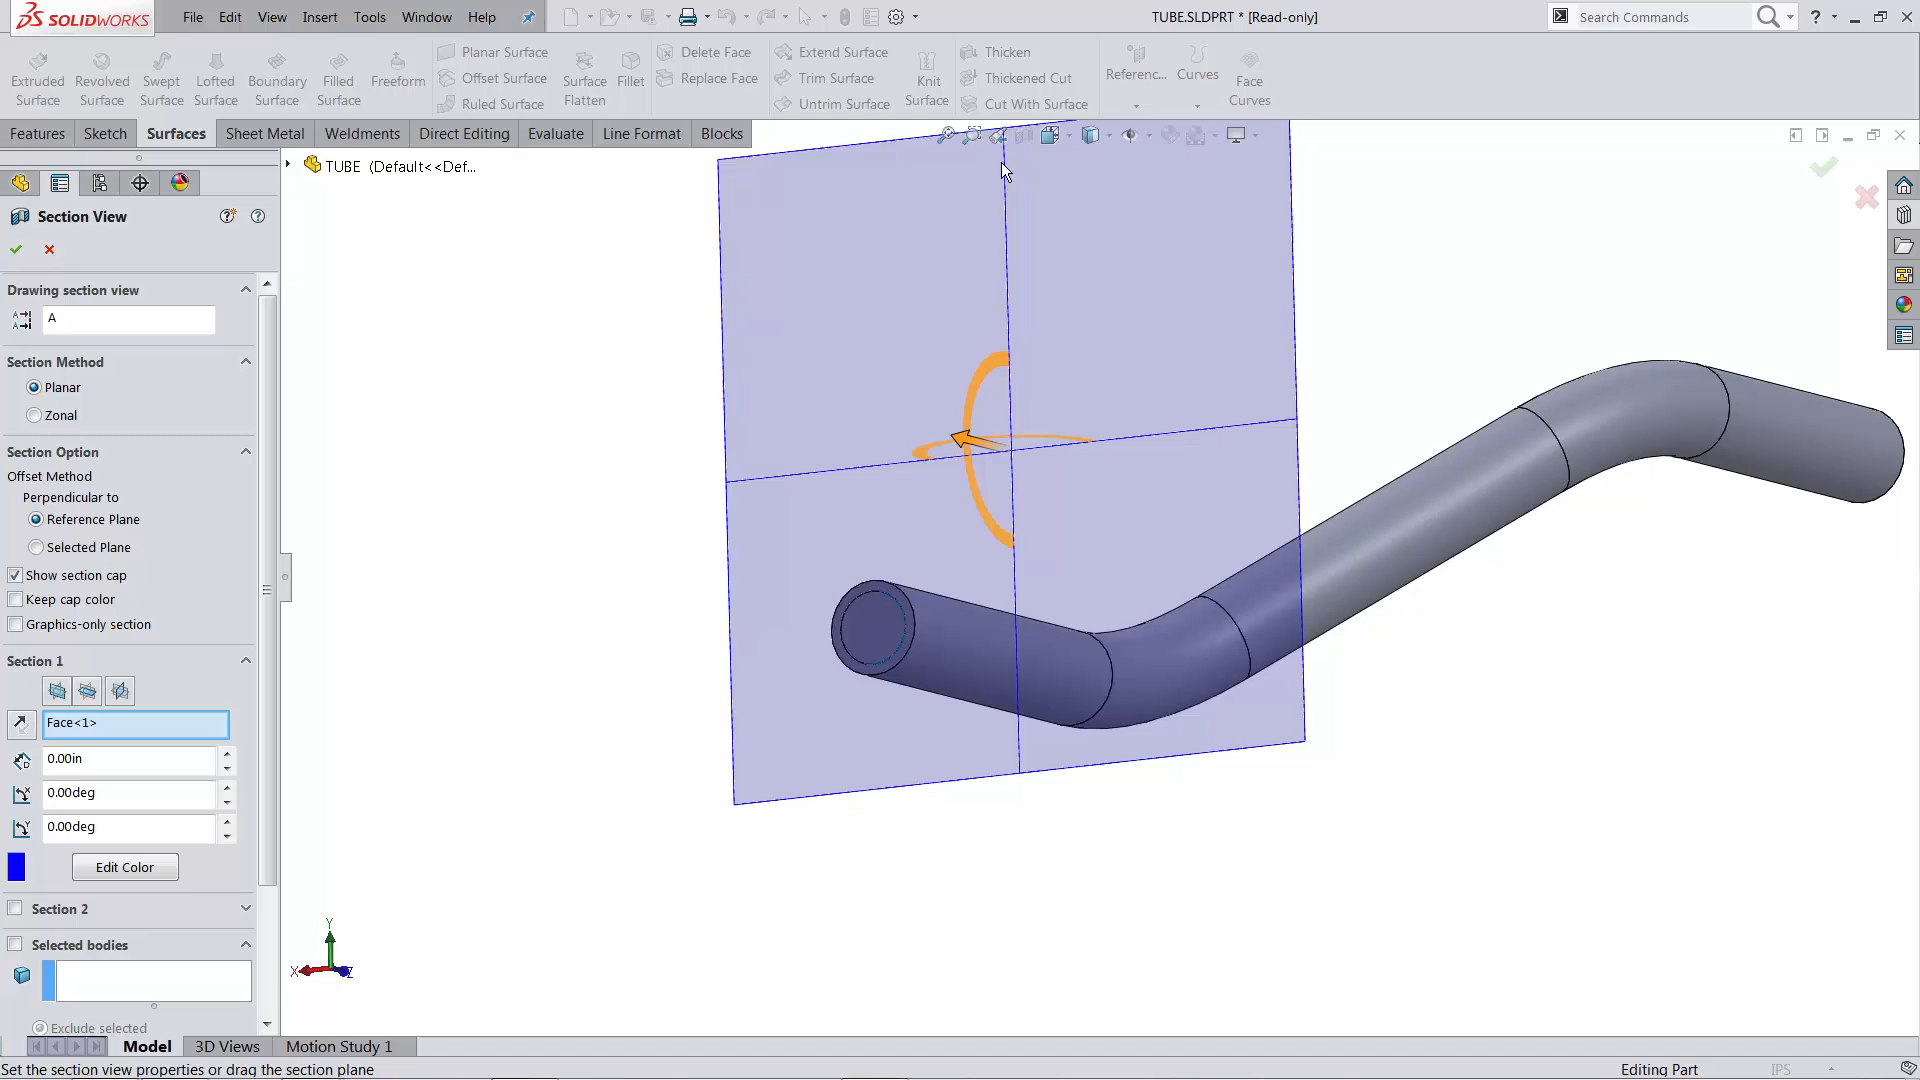 SOLIDWORKS File Edit View Insert Tools Window Help TUBE.SLDPRT * [Read-only] Search Commands ?
Extruded Surface
Revolved Surface
Swept Surface
Lofted Surface
Boundary Surface
Filled Surface
Freeform
Planar Surface
Offset Surface
Ruled Surface
Surface Flatten
Fillet
Delete Face
Replace Face
Extend Surface
Trim Surface
Untrim Surface
Knit Surface
Thicken
Thickened Cut
Cut With Surface
Referenc...
Curves
Face Curves
Features Sketch Surfaces Sheet Metal Weldments Direct Editing Evaluate Line Format Blocks
TUBE (Default<<Def...
Section View
Drawing section view
A
Section Method
Planar
Zonal
Section Option
Offset Method
Perpendicular to
Reference Plane
Selected Plane
Show section cap
Keep cap color
Graphics-only section
Section 1
Face<1>
0.00in
0.00deg
0.00deg
Edit Color
Section 2
Selected bodies
Exclude selected
Y
X
Z
Model 3D Views Motion Study 1
Set the section view properties or drag the section plane
Editing Part IPS